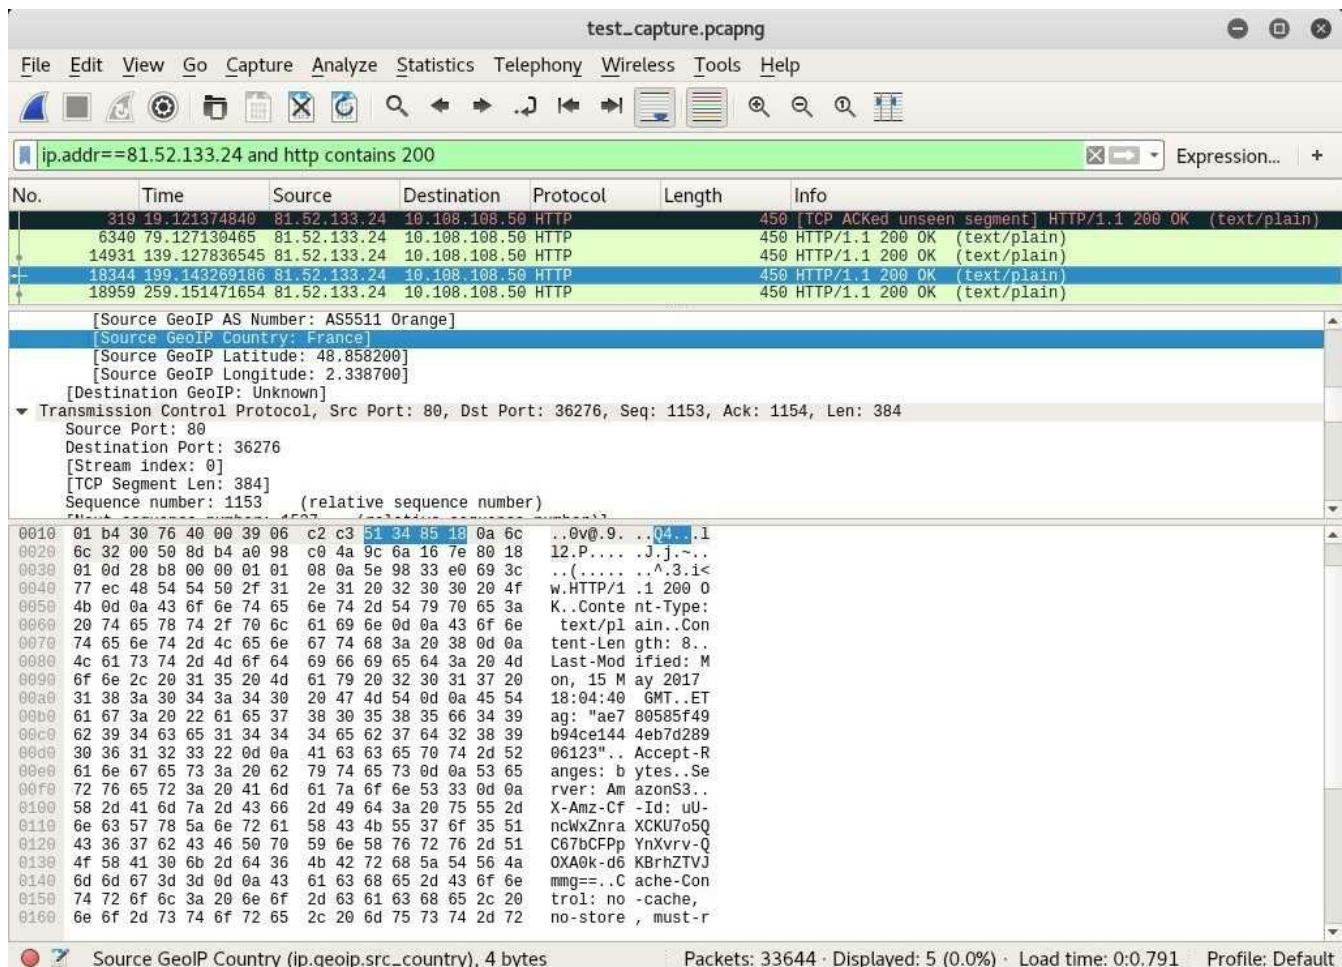 test_capture.pcapng
File Edit View Go Capture Analyze Statistics Telephony Wireless Tools Help
ip.addr==81.52.133.24 and http contains 200 Expression... +
No. Time Source Destination Protocol Length Info
319 19.121374840 81.52.133.24 10.108.108.50 HTTP 450 [TCP ACKed unseen segment] HTTP/1.1 200 OK (text/plain)
6340 79.127130465 81.52.133.24 10.108.108.50 HTTP 450 HTTP/1.1 200 OK (text/plain)
14931 139.127836545 81.52.133.24 10.108.108.50 HTTP 450 HTTP/1.1 200 OK (text/plain)
18344 199.143269186 81.52.133.24 10.108.108.50 HTTP 450 HTTP/1.1 200 OK (text/plain)
18959 259.151471654 81.52.133.24 10.108.108.50 HTTP 450 HTTP/1.1 200 OK (text/plain)
[Source GeoIP AS Number: AS5511 Orange]
[Source GeoIP Country: France]
[Source GeoIP Latitude: 48.858200]
[Source GeoIP Longitude: 2.338700]
[Destination GeoIP: Unknown]
Transmission Control Protocol, Src Port: 80, Dst Port: 36276, Seq: 1153, Ack: 1154, Len: 384
Source Port: 80
Destination Port: 36276
[Stream index: 0]
[TCP Segment Len: 384]
Sequence number: 1153 (relative sequence number)
0010 01 b4 30 76 40 00 39 06 c2 c3 51 34 85 18 0a 6c ..0v@.9. ..Q4...l
0020 6c 32 00 50 8d b4 a0 98 c0 4a 9c 6a 16 7e 80 18 l2.P.... .J.j.~..
0030 01 0d 28 b8 00 00 01 01 08 0a 5e 98 33 e0 69 3c ..(..... ..^.3.i<
0040 77 ec 48 54 54 50 2f 31 2e 31 20 32 30 30 20 4f w.HTTP/1 .1 200 O
0050 4b 0d 0a 43 6f 6e 74 65 6e 74 2d 54 79 70 65 3a K..Conte nt-Type:
0060 20 74 65 78 74 2f 70 6c 61 69 6e 0d 0a 43 6f 6e text/pl ain..Con
0070 74 65 6e 74 2d 4c 65 6e 67 74 68 3a 20 38 0d 0a tent-Len gth: 8..
0080 4c 61 73 74 2d 4d 6f 64 69 66 69 65 64 3a 20 4d Last-Mod ified: M
0090 6f 6e 2c 20 31 35 20 4d 61 79 20 32 30 31 37 20 on, 15 M ay 2017
00a0 31 38 3a 30 34 3a 34 30 20 47 4d 54 0d 0a 45 54 18:04:40 GMT..ET
00b0 61 67 3a 20 22 61 65 37 38 30 35 38 35 66 34 39 ag: "ae7 80585f49
00c0 62 39 34 63 65 31 34 34 34 65 62 37 64 32 38 39 b94ce144 4eb7d289
00d0 30 36 31 32 33 22 0d 0a 41 63 63 65 70 74 2d 52 06123".. Accept-R
00e0 61 6e 67 65 73 3a 20 62 79 74 65 73 0d 0a 53 65 anges: b ytes..Se
00f0 72 76 65 72 3a 20 41 6d 61 7a 6f 6e 53 33 0d 0a rver: Am azonS3..
0100 58 2d 41 6d 7a 2d 43 66 2d 49 64 3a 20 75 55 2d X-Amz-Cf -Id: uU-
0110 6e 63 57 78 5a 6e 72 61 58 43 4b 55 37 6f 35 51 ncWxZnra XCKU7o5Q
0120 43 36 37 62 43 46 50 70 59 6e 58 76 72 76 2d 51 C67bCFPp YnXvrv-Q
0130 4f 58 41 30 6b 2d 64 36 4b 42 72 68 5a 54 56 4a OXA0k-d6 KBrhZTVJ
0140 6d 6d 67 3d 3d 0d 0a 43 61 63 68 65 2d 43 6f 6e mmg==..C ache-Con
0150 74 72 6f 6c 3a 20 6e 6f 2d 63 61 63 68 65 2c 20 trol: no -cache,
0160 6e 6f 2d 73 74 6f 72 65 2c 20 6d 75 73 74 2d 72 no-store , must-r
Source GeoIP Country (ip.geoip.src_country), 4 bytes Packets: 33644 · Displayed: 5 (0.0%) · Load time: 0:0.791 Profile: Default